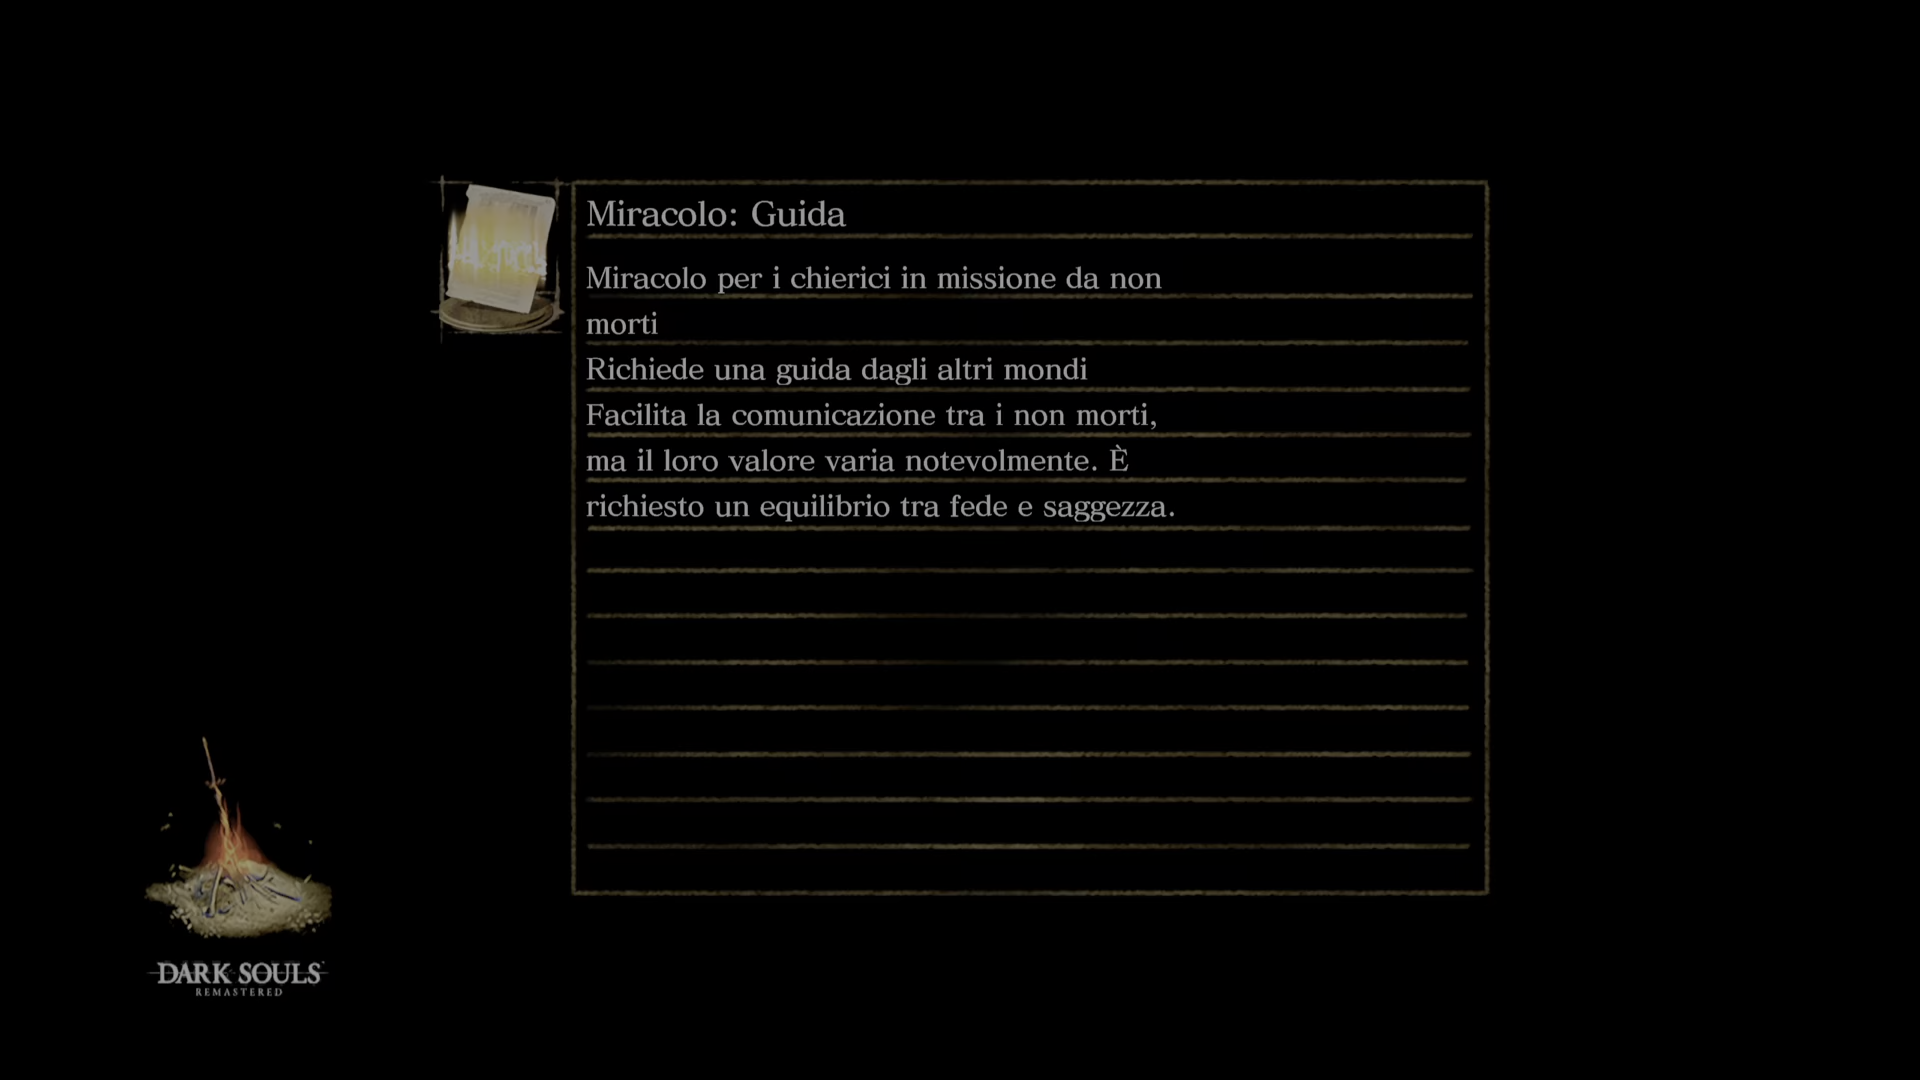 Miracolo: Guida
Miracolo per i chierici in missione da non
morti
Richiede una guida dagli altri mondi
Facilita la comunicazione tra i non morti,
ma il loro valore varia notevolmente. È
richiesto un equilibrio tra fede e saggezza.
DARK SOULS
REMASTERED